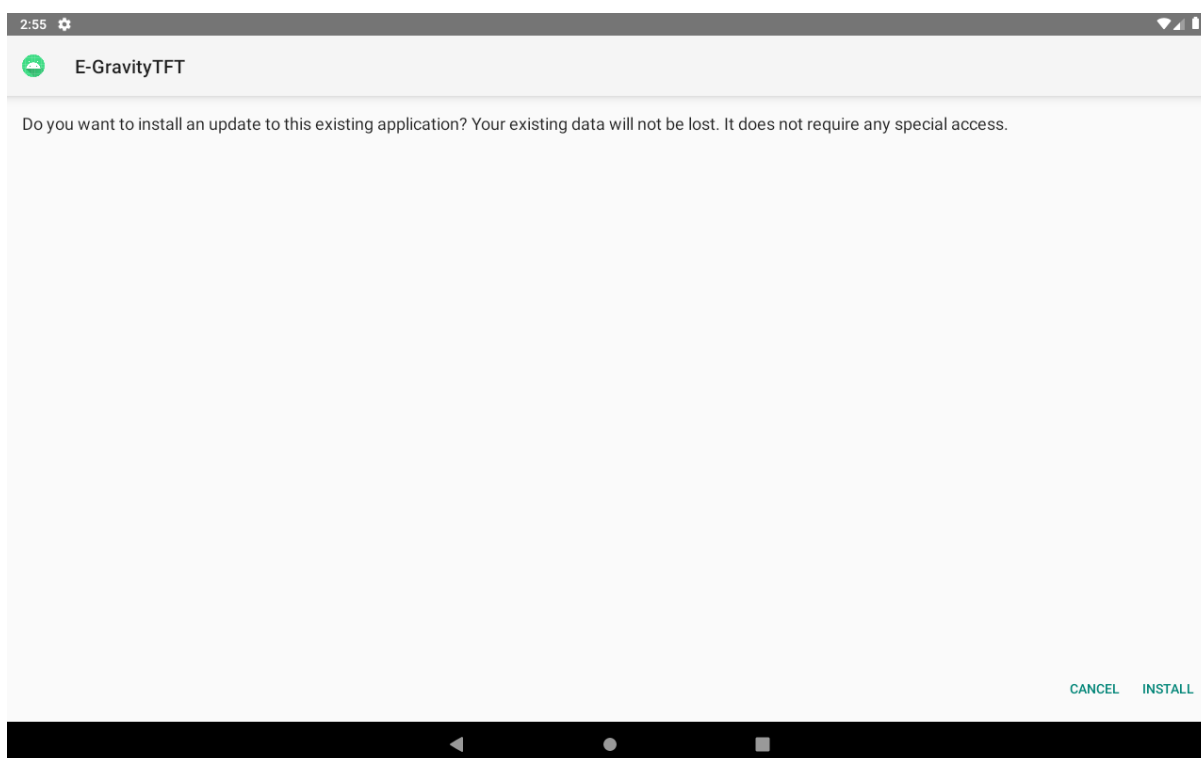 2:55
E-GravityTFT
Do you want to install an update to this existing application? Your existing data will not be lost. It does not require any special access.
CANCEL INSTALL